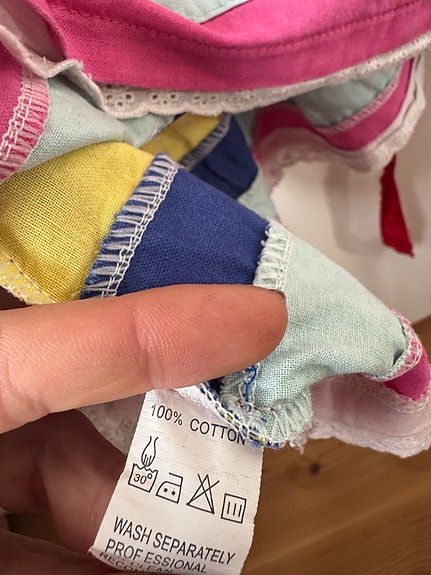 100% COTTON
30°
WASH SEPARATELY
PROFESSIONAL